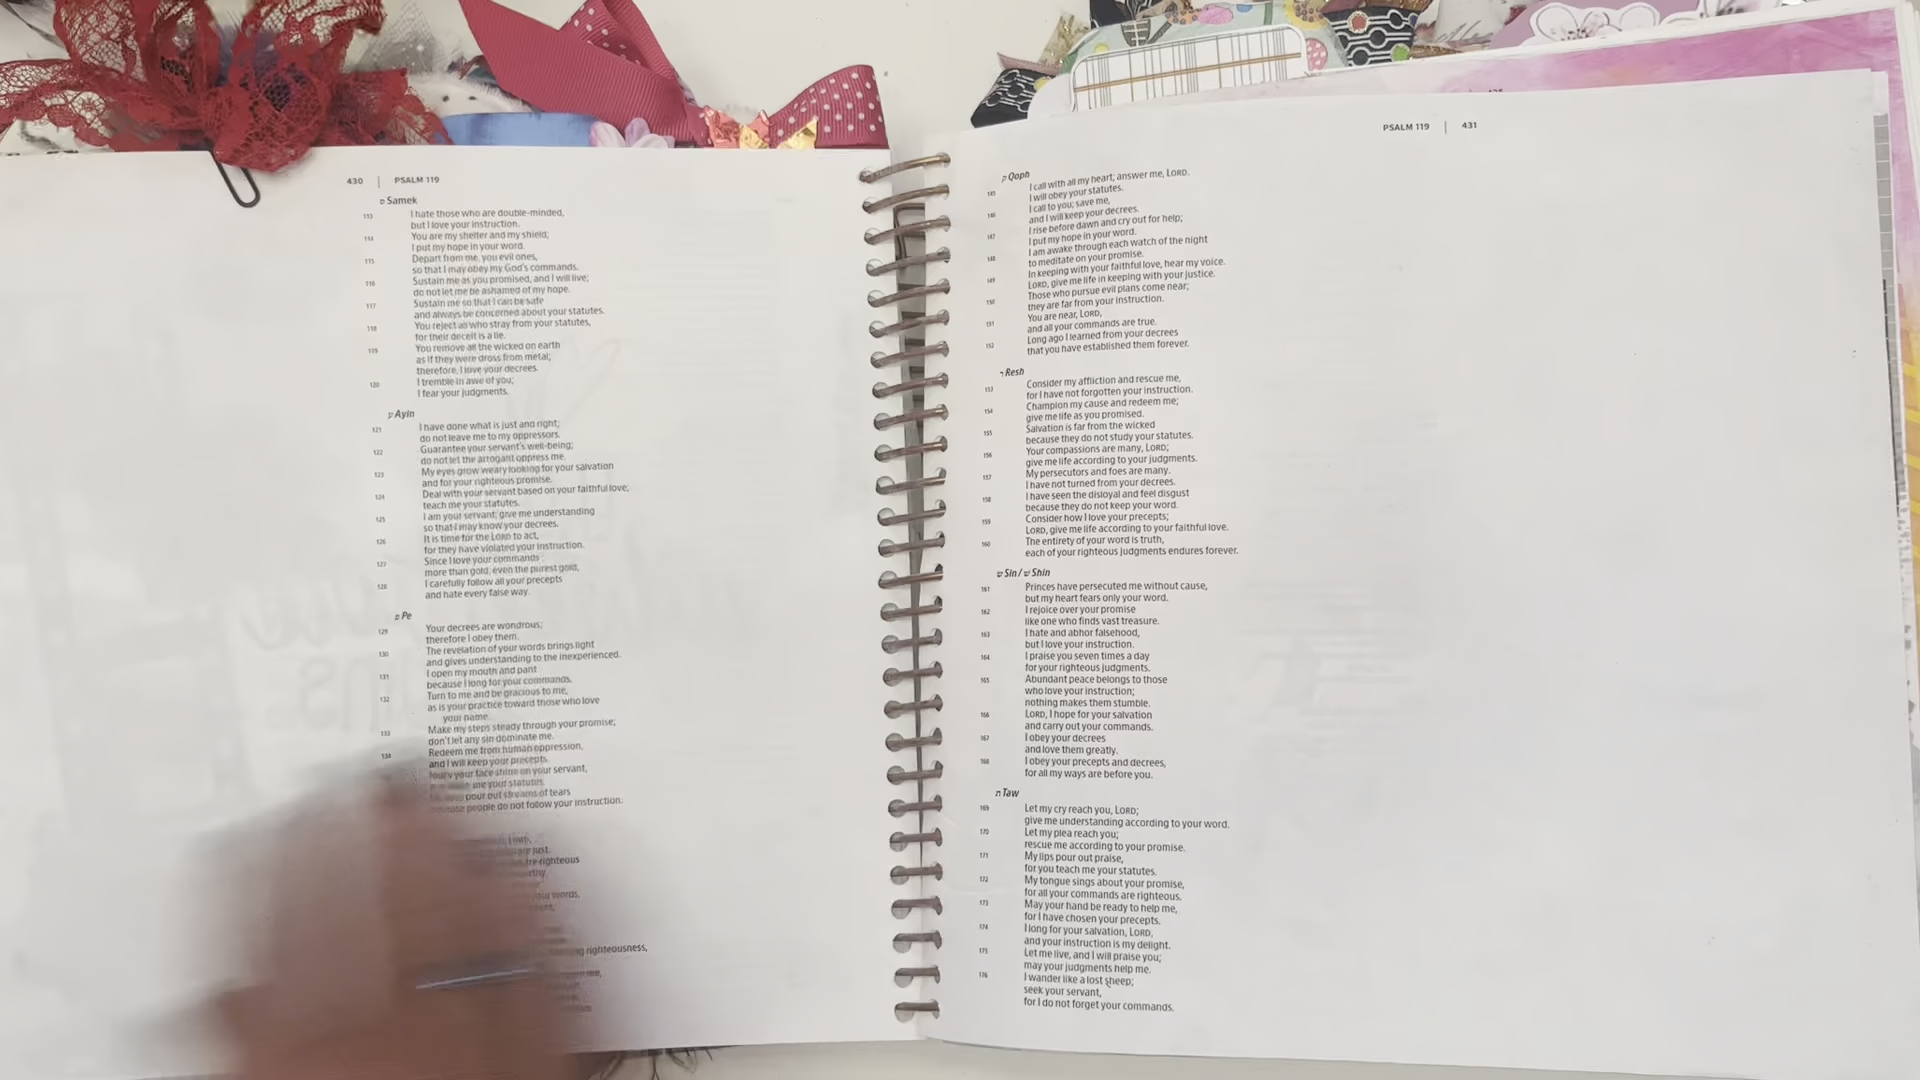 430 | PSALM 119
ס Samek
113 I hate those who are double-minded,
but I love your instruction.
114 You are my shelter and my shield;
I put my hope in your word.
115 Depart from me, you evil ones,
so that I may obey my God's commands.
116 Sustain me as you promised, and I will live;
do not let me be ashamed of my hope.
117 Sustain me so that I can be safe
and always be concerned about your statutes.
118 You reject all who stray from your statutes,
for their deceit is a lie.
119 You remove all the wicked on earth
as if they were dross from metal;
therefore, I love your decrees.
120 I tremble in awe of you;
I fear your judgments.
ע Ayin
121 I have done what is just and right;
do not leave me to my oppressors.
122 Guarantee your servant's well-being;
do not let the arrogant oppress me.
123 My eyes grow weary looking for your salvation
and for your righteous promise.
124 Deal with your servant based on your faithful love;
teach me your statutes.
125 I am your servant; give me understanding
so that I may know your decrees.
126 It is time for the LORD to act,
for they have violated your instruction.
127 Since I love your commands
more than gold, even the purest gold,
128 I carefully follow all your precepts
and hate every false way.
פ Pe
129 Your decrees are wondrous;
therefore I obey them.
130 The revelation of your words brings light
and gives understanding to the inexperienced.
131 I open my mouth and pant
because I long for your commands.
132 Turn to me and be gracious to me,
as is your practice toward those who love
your name.
133 Make my steps steady through your promise;
don't let any sin dominate me.
134 Redeem me from human oppression,
and I will keep your precepts.
your face shine on your servant,
me your statutes.
pour out streams of tears
people do not follow your instruction.
just.
righteous
your words.
righteousness,
me,
PSALM 119 | 431
ק Qoph
145 I call with all my heart; answer me, LORD.
I will obey your statutes.
146 I call to you; save me,
and I will keep your decrees.
147 I rise before dawn and cry out for help;
I put my hope in your word.
148 I am awake through each watch of the night
to meditate on your promise.
149 In keeping with your faithful love, hear my voice.
LORD, give me life in keeping with your justice.
150 Those who pursue evil plans come near;
they are far from your instruction.
151 You are near, LORD,
and all your commands are true.
152 Long ago I learned from your decrees
that you have established them forever.
ר Resh
153 Consider my affliction and rescue me,
for I have not forgotten your instruction.
154 Champion my cause and redeem me;
give me life as you promised.
155 Salvation is far from the wicked
because they do not study your statutes.
156 Your compassions are many, LORD;
give me life according to your judgments.
157 My persecutors and foes are many.
I have not turned from your decrees.
158 I have seen the disloyal and feel disgust
because they do not keep your word.
159 Consider how I love your precepts;
LORD, give me life according to your faithful love.
160 The entirety of your word is truth,
each of your righteous judgments endures forever.
שׂ Sin/שׁ Shin
161 Princes have persecuted me without cause,
but my heart fears only your word.
162 I rejoice over your promise
like one who finds vast treasure.
163 I hate and abhor falsehood,
but I love your instruction.
164 I praise you seven times a day
for your righteous judgments.
165 Abundant peace belongs to those
who love your instruction;
nothing makes them stumble.
166 LORD, I hope for your salvation
and carry out your commands.
167 I obey your decrees
and love them greatly.
168 I obey your precepts and decrees,
for all my ways are before you.
ת Taw
169 Let my cry reach you, LORD;
give me understanding according to your word.
170 Let my plea reach you;
rescue me according to your promise.
171 My lips pour out praise,
for you teach me your statutes.
172 My tongue sings about your promise,
for all your commands are righteous.
173 May your hand be ready to help me,
for I have chosen your precepts.
174 I long for your salvation, LORD,
and your instruction is my delight.
175 Let me live, and I will praise you;
may your judgments help me.
176 I wander like a lost sheep;
seek your servant,
for I do not forget your commands.